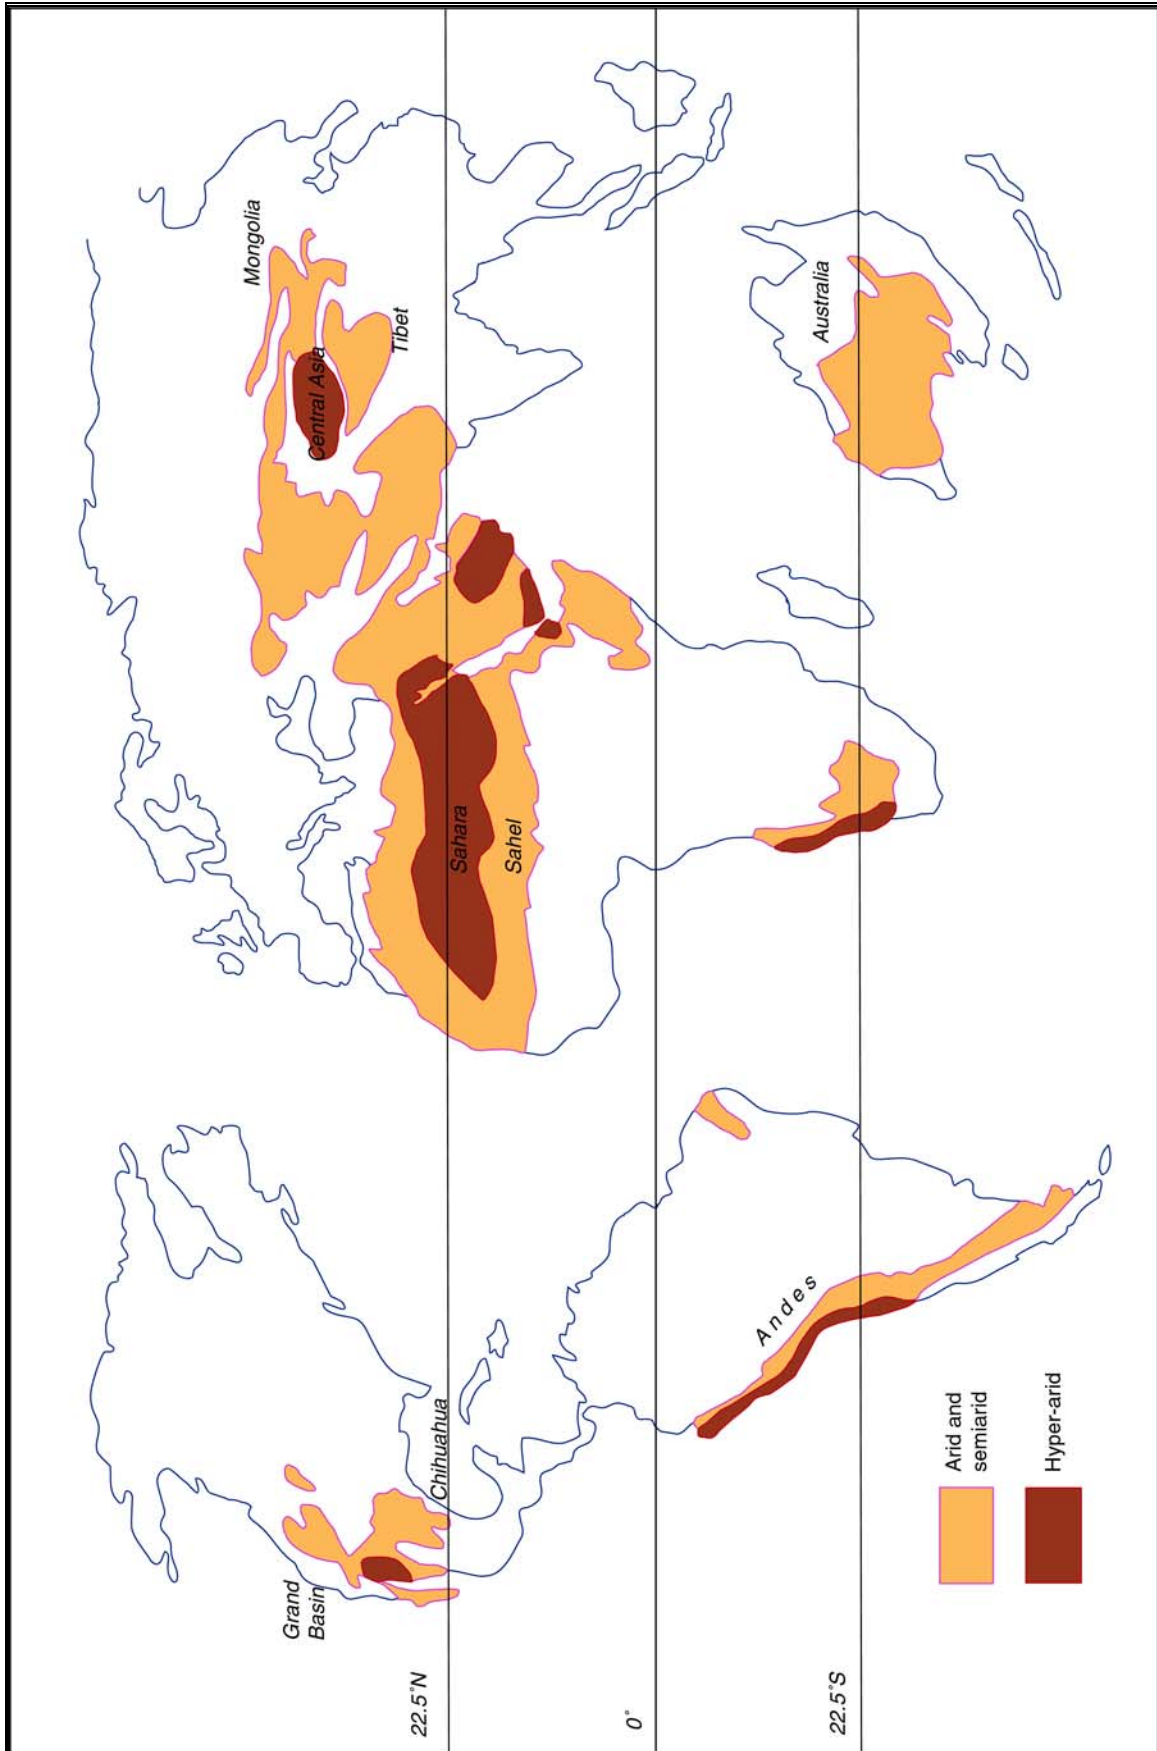 Mongolia
Central Asia
Tibet
Australia
Sahara
Sahel
Andes
Chihuahua
Grand
Basin
22.5°N
0°
22.5°S
Arid and
semiarid
Hyper-arid